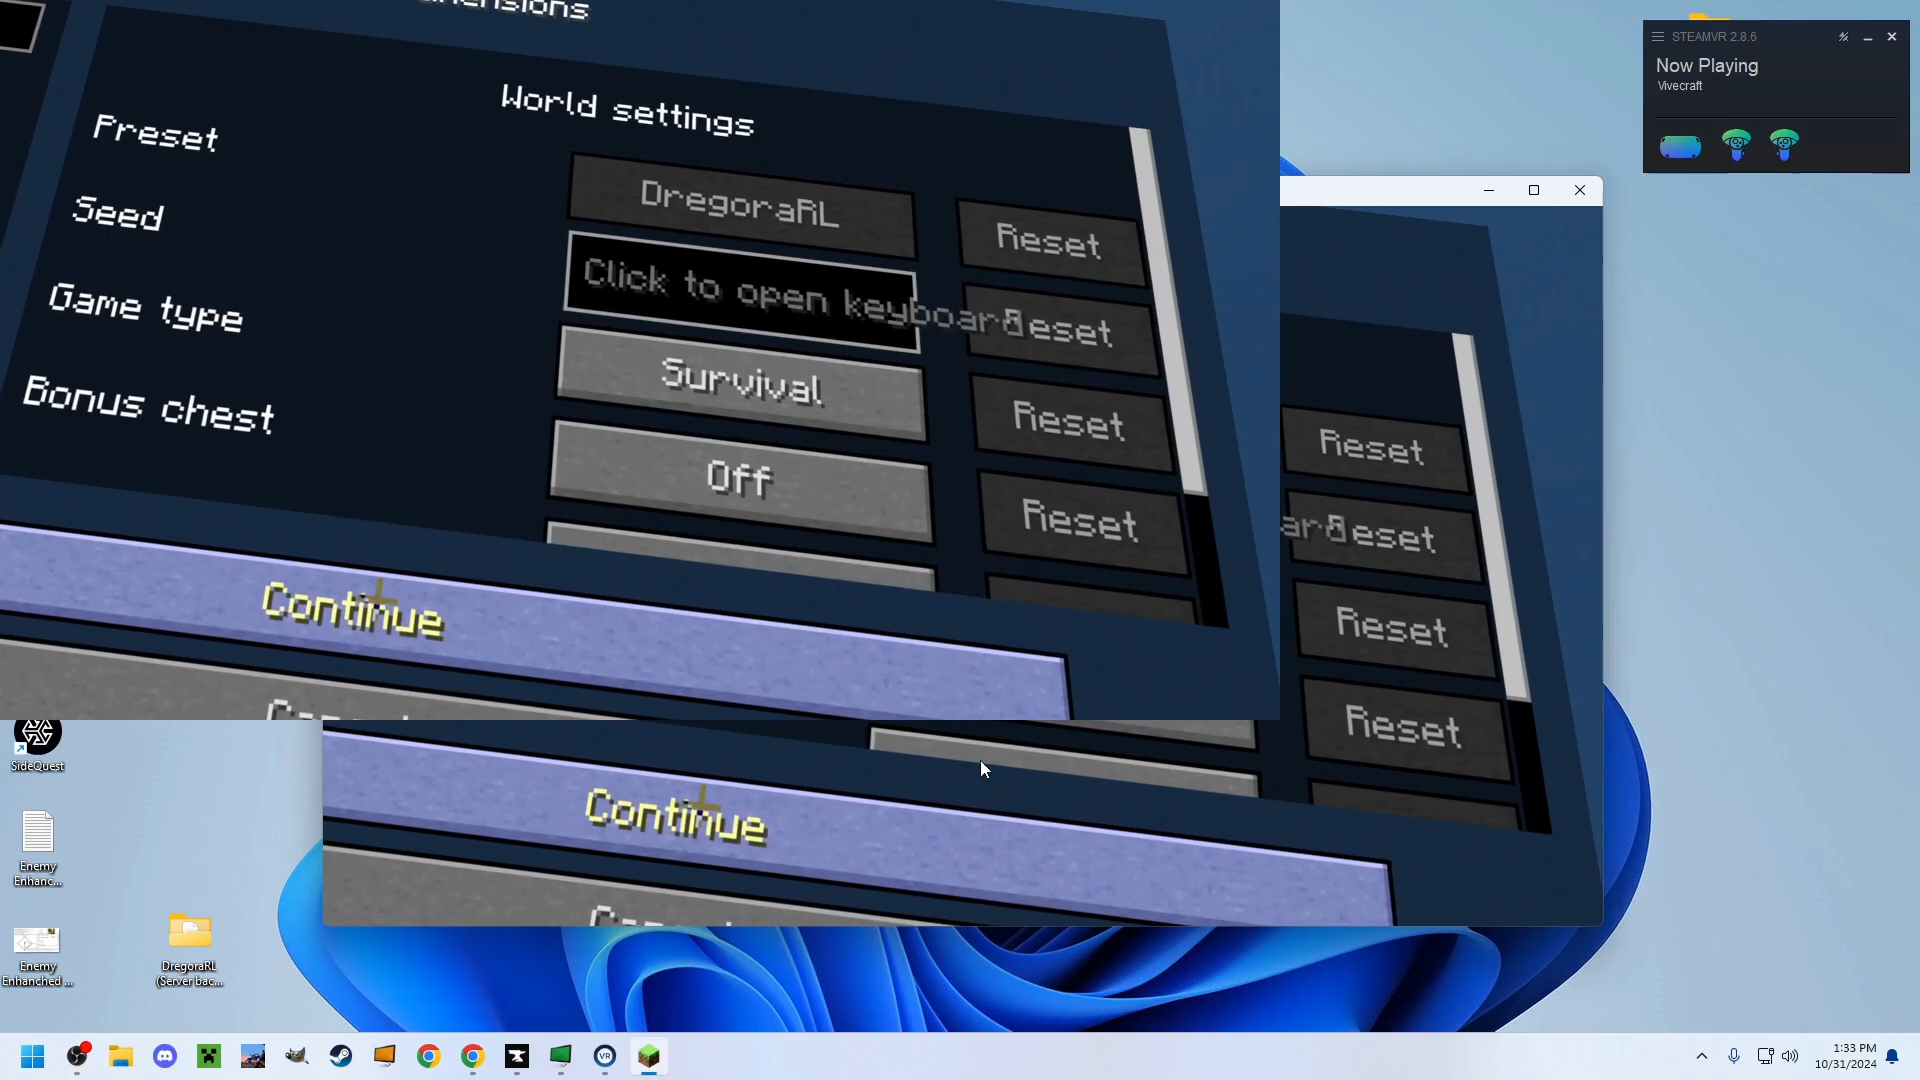 World settings
Preset
DregoraRL
Reset
Seed
Click to open keyboard
Reset
Game type
Survival
Reset
Bonus chest
Off
Reset
Continue
STEAMVR 2.8.6
Now Playing
Vivecraft
Reset
Reset
Reset
Reset
Continue
SideQuest
Enemy
Enhanc...
Enemy
Enhanched ...
DregoraRL
(Server bac...
VR
1:33 PM
10/31/2024